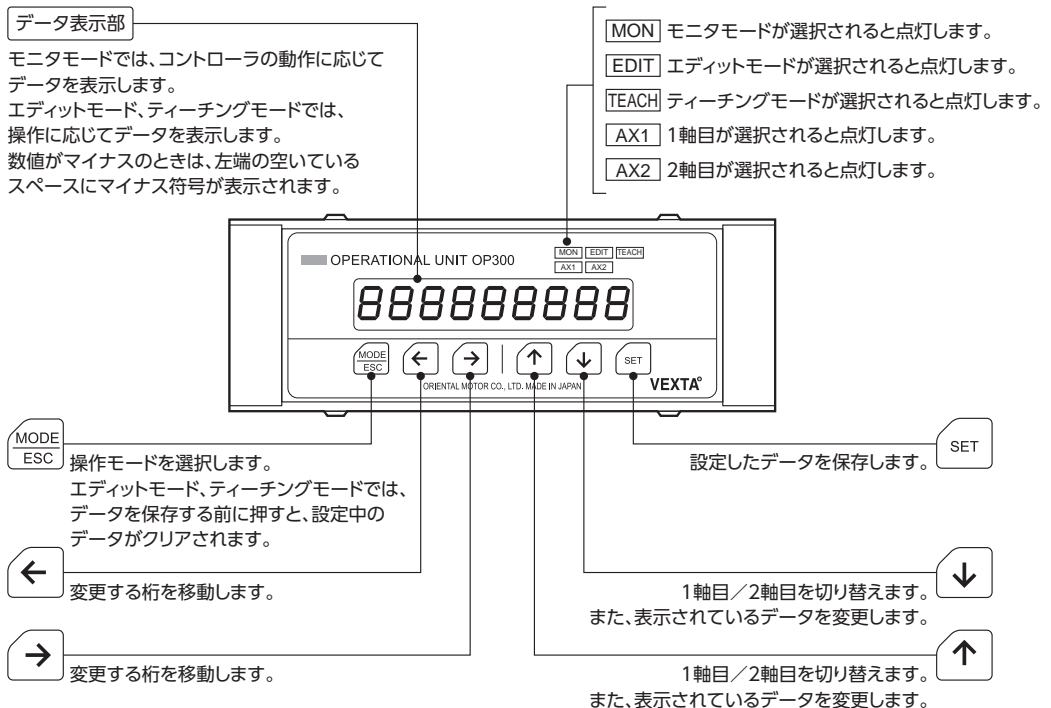 データ表示部
モニタモードでは、コントローラの動作に応じて
データを表示します。
エディットモード、ティーチングモードでは、
操作に応じてデータを表示します。
数値がマイナスのときは、左端の空いている
スペースにマイナス符号が表示されます。
MON モニタモードが選択されると点灯します。
EDIT エディットモードが選択されると点灯します。
TEACH ティーチングモードが選択されると点灯します。
AX1 1軸目が選択されると点灯します。
AX2 2軸目が選択されると点灯します。
OPERATIONAL UNIT OP300
MON EDIT TEACH
AX1 AX2
888888888
MODE
ESC
← → ↑ ↓ SET
ORIENTAL MOTOR CO., LTD. MADE IN JAPAN
VEXTA®
MODE
ESC
操作モードを選択します。
エディットモード、ティーチングモードでは、
データを保存する前に押すと、設定中の
データがクリアされます。
← 変更する桁を移動します。
→ 変更する桁を移動します。
設定したデータを保存します。 SET
1軸目/2軸目を切り替えます。 ↓
また、表示されているデータを変更します。
1軸目/2軸目を切り替えます。 ↑
また、表示されているデータを変更します。